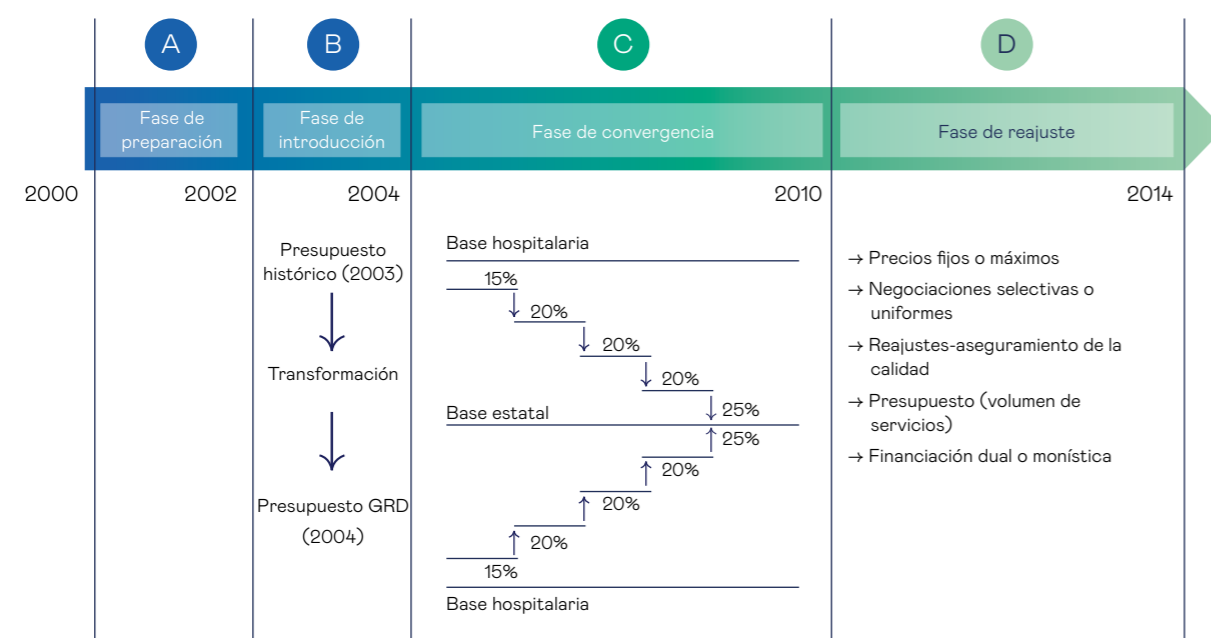 A
B
C
D
Fase de
preparación
Fase de
introducción
Fase de convergencia
Fase de reajuste
2000
2002
2004
2010
2014
Presupuesto
histórico (2003)
Transformación
Presupuesto GRD
(2004)
Base hospitalaria
15%
20%
20%
20%
25%
Base estatal
25%
20%
20%
20%
15%
Base hospitalaria
→ Precios fijos o máximos
→ Negociaciones selectivas o
uniformes
→ Reajustes-aseguramiento de la
calidad
→ Presupuesto (volumen de
servicios)
→ Financiación dual o monística